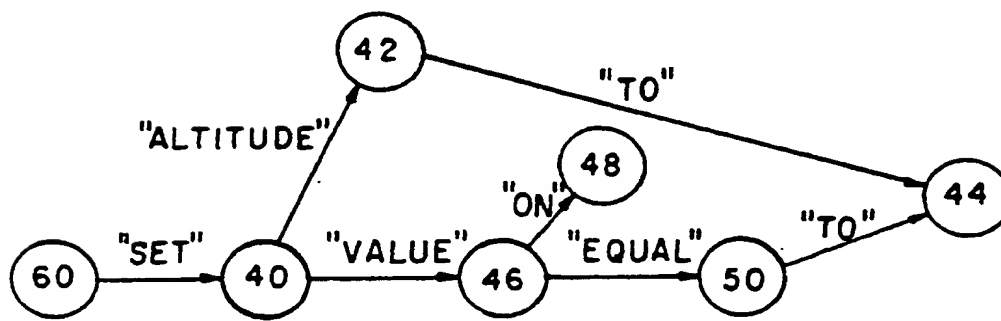 42
"TO"
"ALTITUDE"
48
"ON"
44
"TO"
"SET"
"VALUE"
"EQUAL"
60
40
46
50